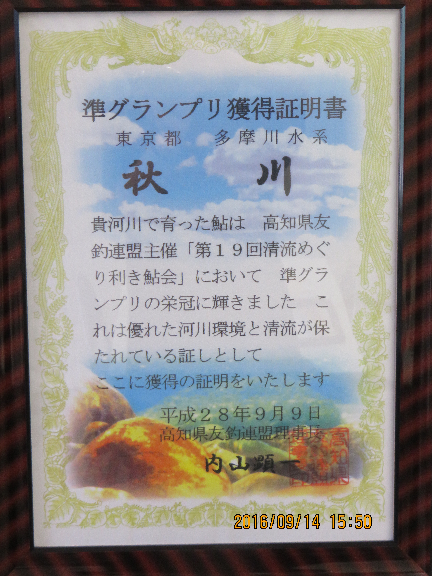 準グランプリ獲得証明書
東京都　多摩川水系
秋川
貴河川で育った鮎は　高知県友
釣連盟主催「第19回清流めぐ
り利き鮎会」において　準グラ
ンプリの栄冠に輝きました　こ
れは優れた河川環境と清流が保
たれている証しとして
ここに獲得の証明をいたします
平成28年9月9日
高知県友釣連盟理事長
内山顕一
2016/09/14 15:50